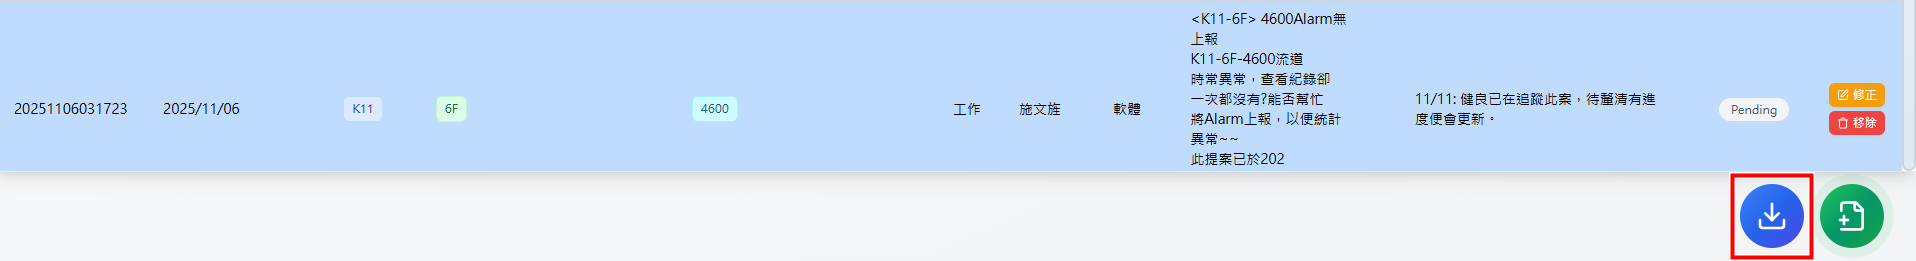 <K11-6F> 4600Alarm無
上報
K11-6F-4600流道
時常異常，查看紀錄卻
一次都沒有?能否幫忙
將Alarm上報，以便統計
異常~~
此提案已於202
20251106031723
2025/11/06
K11
6F
4600
工作
施文旌
軟體
11/11: 健良已在追蹤此案，待釐清有進
度便會更新。
Pending
修正
移除